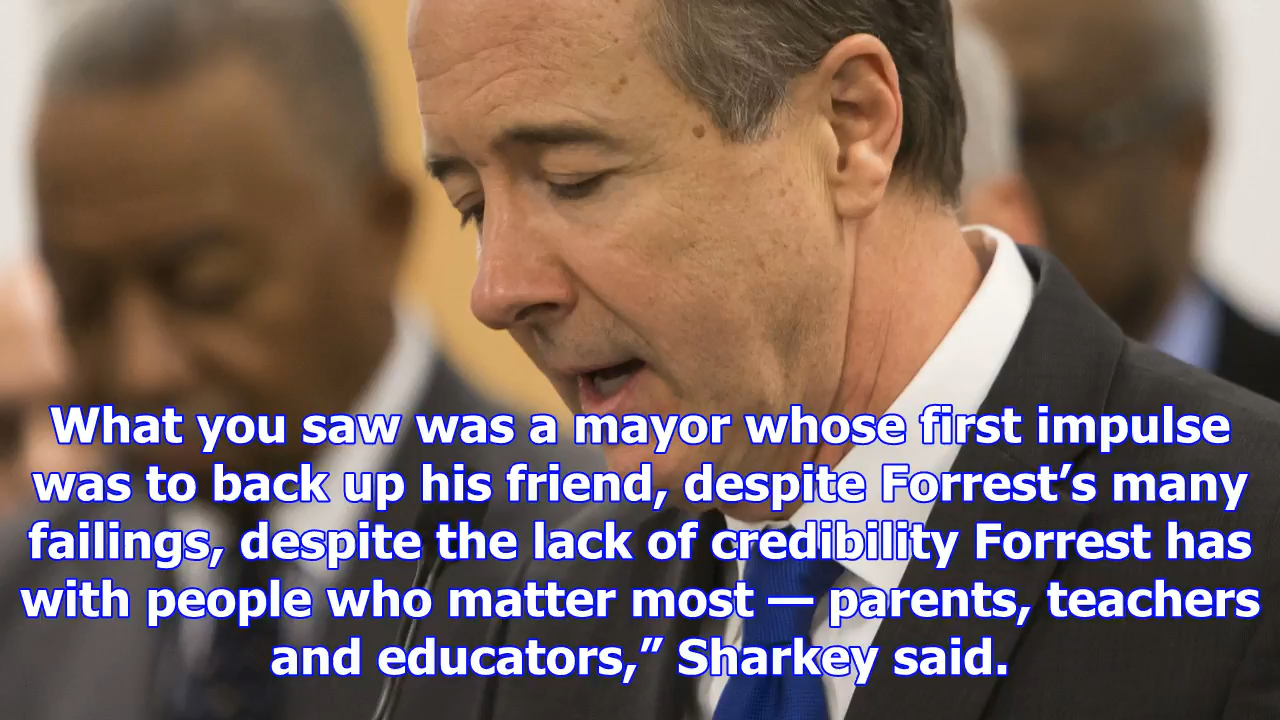 What you saw was a mayor whose first impulse
was to back up his friend, despite Forrest’s many
failings, despite the lack of credibility Forrest has
with people who matter most — parents, teachers
and educators,” Sharkey said.